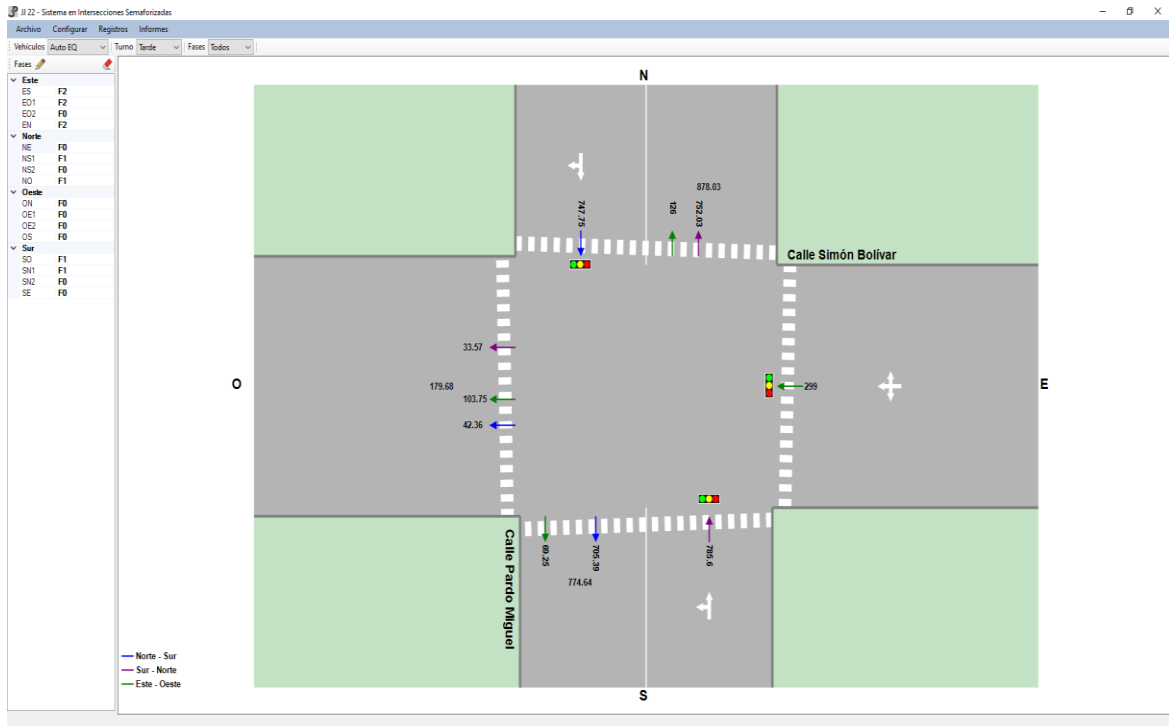 JJ 22 - Sistema en Intersecciones Semaforizadas
Archivo Configurar Registros Informes
Vehículos Auto EQ Turno Tarde Fases Todos
Fases
Este
ES F2
EO1 F2
EO2 F0
EN F2
Norte
NE F0
NS1 F1
NS2 F0
NO F1
Oeste
ON F0
OE1 F0
OE2 F0
OS F0
Sur
SO F1
SN1 F1
SN2 F0
SE F0
N
878.03
747.75
126
752.03
Calle Simón Bolívar
33.57
O
179.68
299
E
103.75
42.36
Calle Pardo Miguel
69.25
705.39
785.6
774.64
Norte - Sur
Sur - Norte
Este - Oeste
S